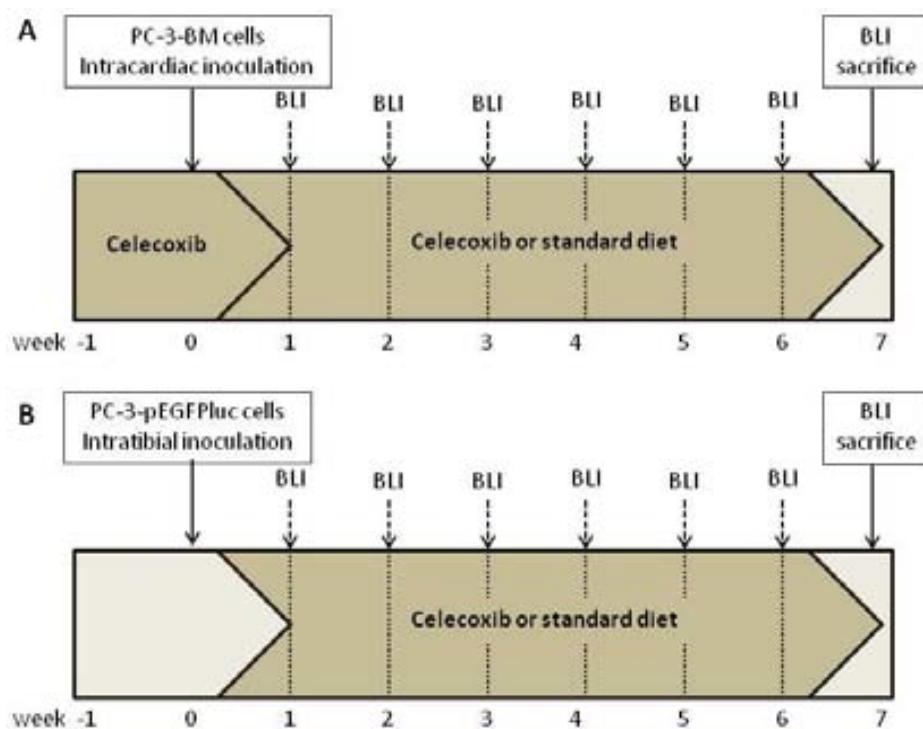 A
PC-3-BM cells
Intracardiac inoculation
BLI
sacrifice
BLI BLI BLI BLI BLI BLI
Celecoxib
Celecoxib or standard diet
week -1 0 1 2 3 4 5 6 7
B
PC-3-pEGFPluc cells
Intratibial inoculation
BLI
sacrifice
BLI BLI BLI BLI BLI BLI
Celecoxib or standard diet
week -1 0 1 2 3 4 5 6 7